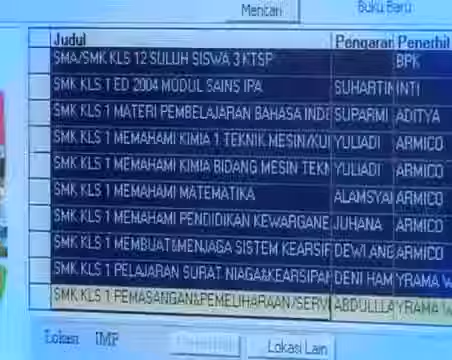 Mencari Buku Baru
Judul Pengarar Penerbit
SMA/SMK KLS 12 SULUH SISWA 3 KTSP BPK
SMK KLS 1 ED 2004 MODUL SAINS IPA SUHARTIN INTI
SMK KLS 1 MATERI PEMBELAJARAN BAHASA INDE SUPARMI ADITYA
SMK KLS 1 MEMAHAMI KIMIA 1 TEKNIK MESIN/KUI YULIADI ARMICO
SMK KLS 1 MEMAHAMI KIMIA BIDANG MESIN TEKN YULIADI ARMICO
SMK KLS 1 MEMAHAMI MATEMATIKA ALAMSYA ARMICO
SMK KLS 1 MEMAHAMI PENDIDIKAN KEWARGANE JUHANA ARMICO
SMK KLS 1 MEMBUAT&MENJAGA SISTEM KEARSIF DEWI ANG ARMICO
SMK KLS 1 PELAJARAN SURAT NIAGA&KEARSIPAN DENI HAM YRAMA W
SMK KLS 1 PEMASANGAN&PEMELIHARAAN /SERV ABDULLLA YRAMA W
Lokasi IMP Lokasi Lain